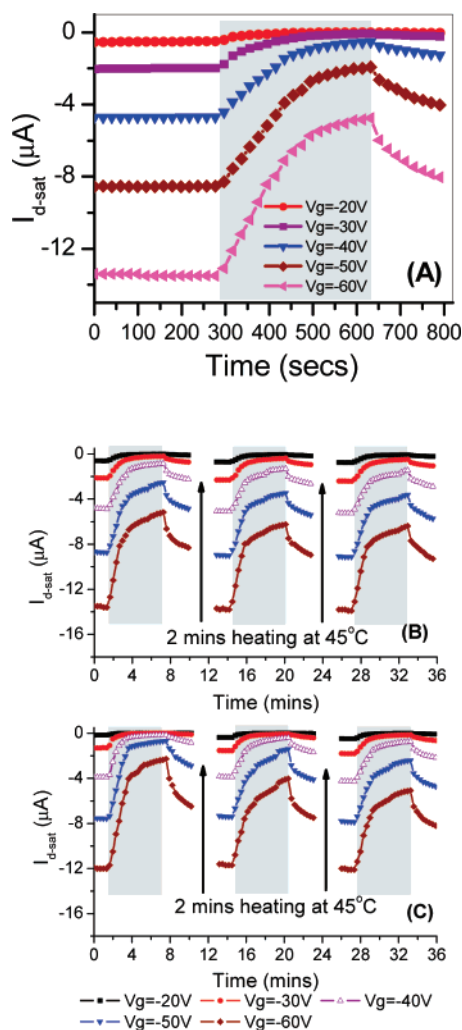 0
-4
-8
-12
I d-sat (μA)
Vg=-20V
Vg=-30V
Vg=-40V
Vg=-50V
Vg=-60V
(A)
0 100 200 300 400 500 600 700 800
Time (secs)
0
-4
-8
-12
-16
I d-sat (μA)
2 mins heating at 45°C
(B)
0 4 8 12 16 20 24 28 32 36
Time (mins)
0
-4
-8
-12
-16
I d-sat (μA)
2 mins heating at 45°C
(C)
0 4 8 12 16 20 24 28 32 36
Time (mins)
Vg=-20V Vg=-30V Vg=-40V
Vg=-50V Vg=-60V